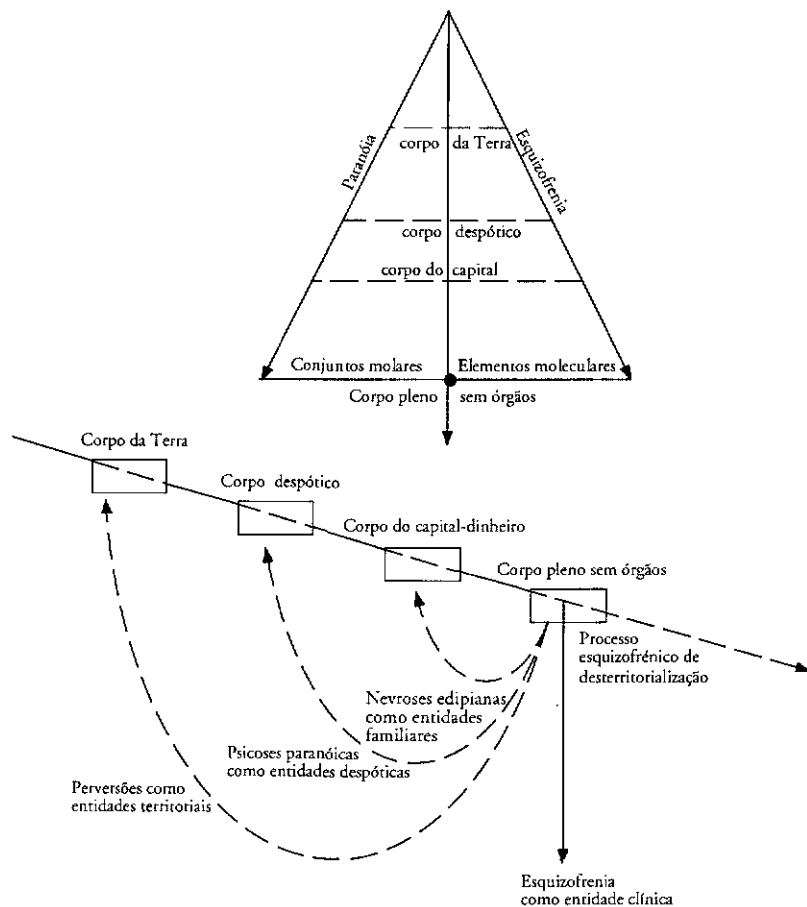 Paranóia
Esquizofrenia
corpo da Terra
corpo despótico
corpo do capital
Conjuntos molares Elementos moleculares
Corpo pleno sem órgãos
Corpo da Terra
Corpo despótico
Corpo do capital-dinheiro
Corpo pleno sem órgãos
Processo
esquizofrénico de
desterritorialização
Nevroses edipianas
como entidades
familiares
Psicoses paranóicas
como entidades despóticas
Perversões como
entidades territoriais
Esquizofrenia
como entidade clínica